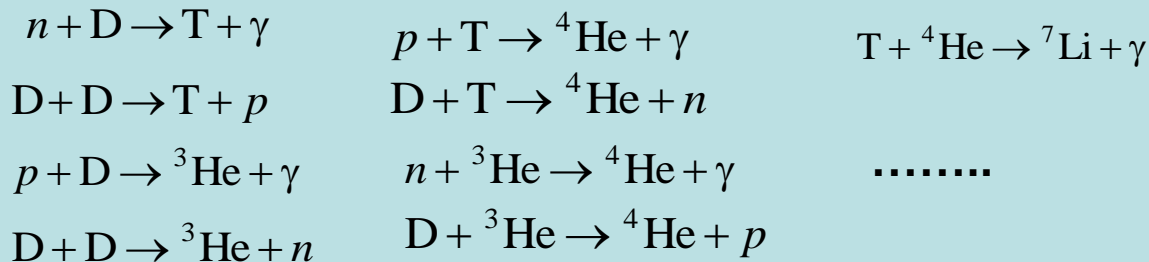 n + D → T + γ
D + D → T + p
p + D → ³He + γ
D + D → ³He + n
p + T → ⁴He + γ
D + T → ⁴He + n
n + ³He → ⁴He + γ
D + ³He → ⁴He + p
T + ⁴He → ⁷Li + γ
........